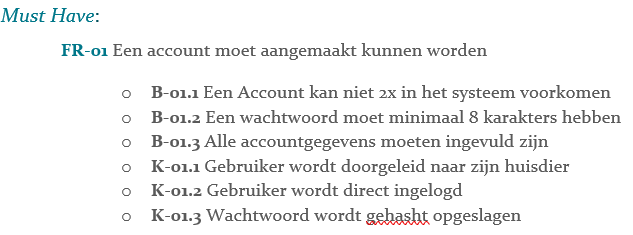 Must Have:
FR-01 Een account moet aangemaakt kunnen worden
o B-01.1 Een Account kan niet 2x in het systeem voorkomen
o B-01.2 Een wachtwoord moet minimaal 8 karakters hebben
o B-01.3 Alle accountgegevens moeten ingevuld zijn
o K-01.1 Gebruiker wordt doorgeleid naar zijn huisdier
o K-01.2 Gebruiker wordt direct ingelogd
o K-01.3 Wachtwoord wordt gehasht opgeslagen